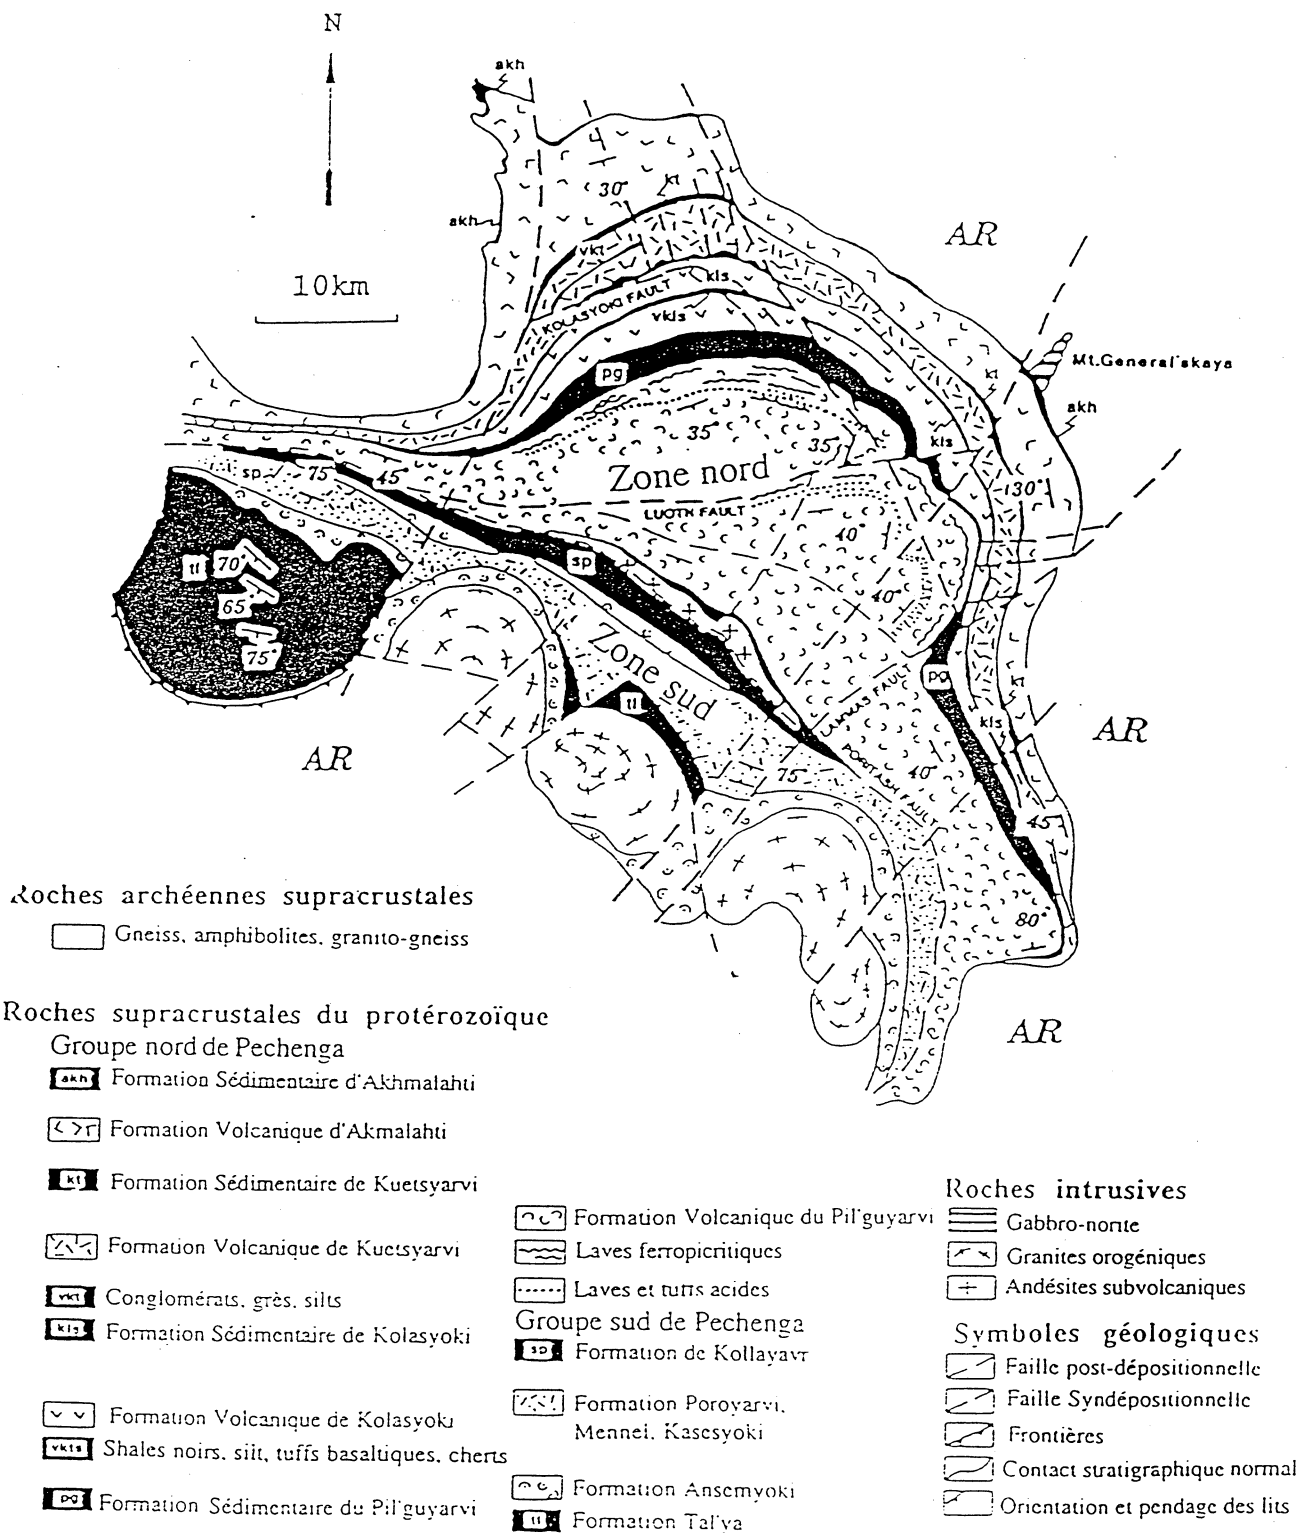 N
akh
AR
30°
kt
akh
vkt
10km
kls
KOLASYOKI FAULT
vkls
Mt.General'skaya
pg
kt
akh
35°
35°
kls
sp
75°
45°
Zone nord
130°
LUOTN FAULT
40°
tl
70
sp
65
40°
75°
Zone sud
LAMMAS FAULT
pg
kt
tl
kls
AR
AR
PORITASH FAULT
75°
40°
45°
80°
AR
Roches archéennes supracrustales
Gneiss, amphibolites, granito-gneiss
Roches supracrustales du protérozoïque
Groupe nord de Pechenga
akh Formation Sédimentaire d'Akhmalahti
Formation Volcanique d'Akmalahti
kt Formation Sédimentaire de Kuetsyarvi
Formation Volcanique de Kuetsyarvi
vkt Conglomérats, grès, silts
kls Formation Sédimentaire de Kolasyoki
Formation Volcanique de Kolasyoki
vkls Shales noirs, silt, tuffs basaltiques, cherts
pg Formation Sédimentaire du Pil'guyarvi
Formation Volcanique du Pil'guyarvi
Laves ferropicritiques
Laves et tuffs acides
Groupe sud de Pechenga
sp Formation de Kollayavr
Formation Poroyarvi,
Mennel, Kasesyoki
Formation Ansemyoki
tl Formation Tal'ya
Roches intrusives
Gabbro-norite
Granites orogéniques
Andésites subvolcaniques
Symboles géologiques
Faille post-dépositionnelle
Faille Syndépositionnelle
Frontières
Contact stratigraphique normal
Orientation et pendage des lits